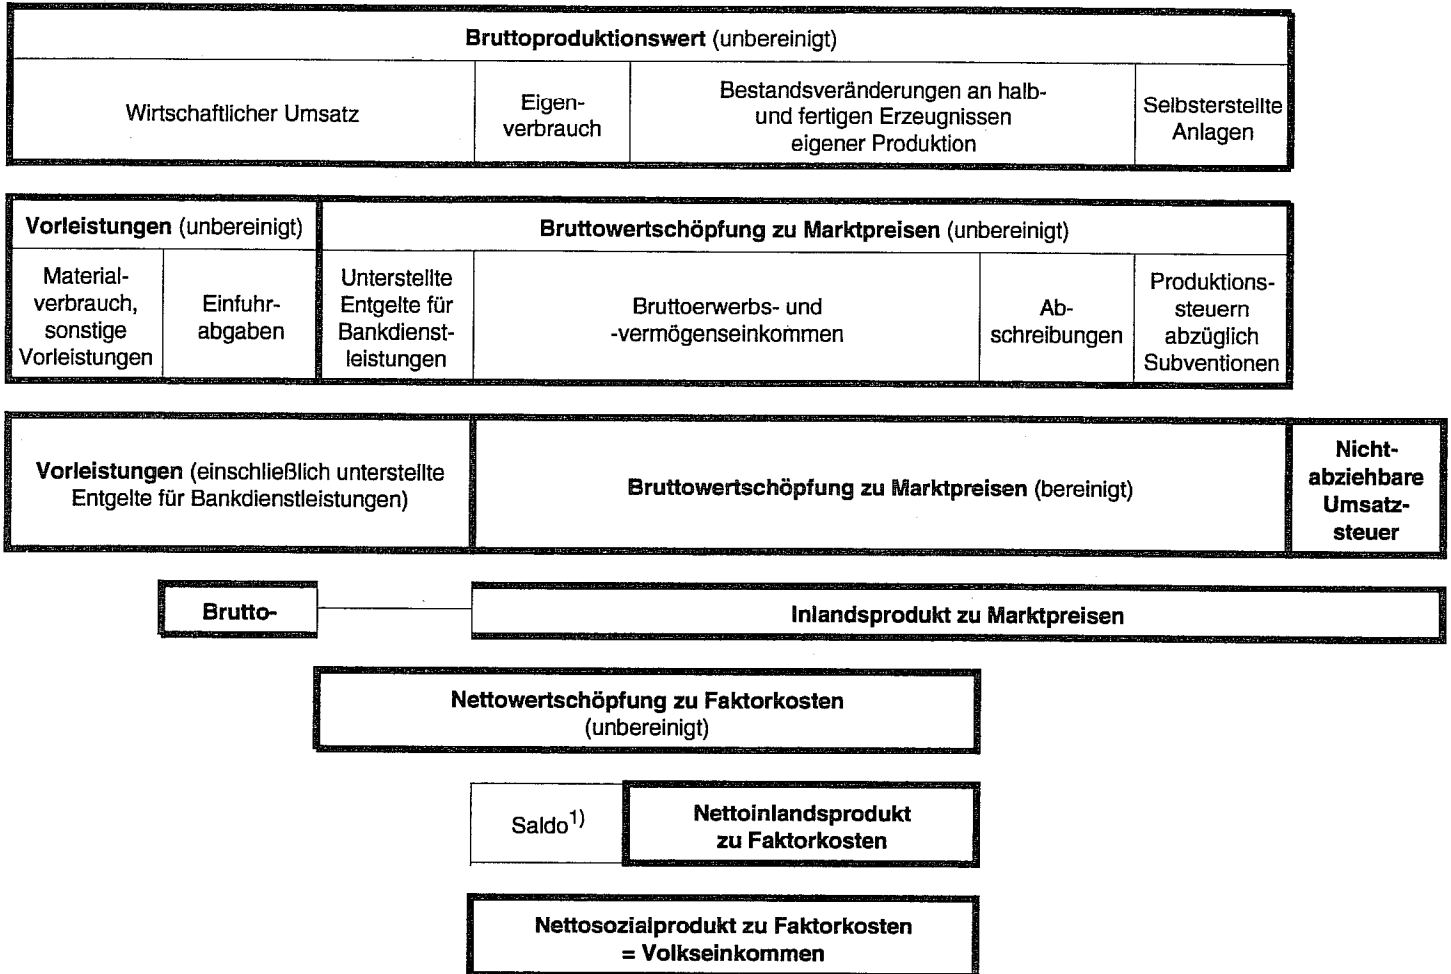 Bruttoproduktionswert (unbereinigt)
Wirtschaftlicher Umsatz
Eigen-
verbrauch
Bestandsveränderungen an halb-
und fertigen Erzeugnissen
eigener Produktion
Selbsterstellte
Anlagen
Vorleistungen (unbereinigt)
Bruttowertschöpfung zu Marktpreisen (unbereinigt)
Material-
verbrauch,
sonstige
Vorleistungen
Einfuhr-
abgaben
Unterstellte
Entgelte für
Bankdienst-
leistungen
Bruttoerwerbs- und
-vermögenseinkommen
Ab-
schreibungen
Produktions-
steuern
abzüglich
Subventionen
Vorleistungen (einschließlich unterstellte
Entgelte für Bankdienstleistungen)
Bruttowertschöpfung zu Marktpreisen (bereinigt)
Nicht-
abziehbare
Umsatz-
steuer
Brutto-
Inlandsprodukt zu Marktpreisen
Nettowertschöpfung zu Faktorkosten
(unbereinigt)
Saldo1)
Nettoinlandsprodukt
zu Faktorkosten
Nettosozialprodukt zu Faktorkosten
= Volkseinkommen